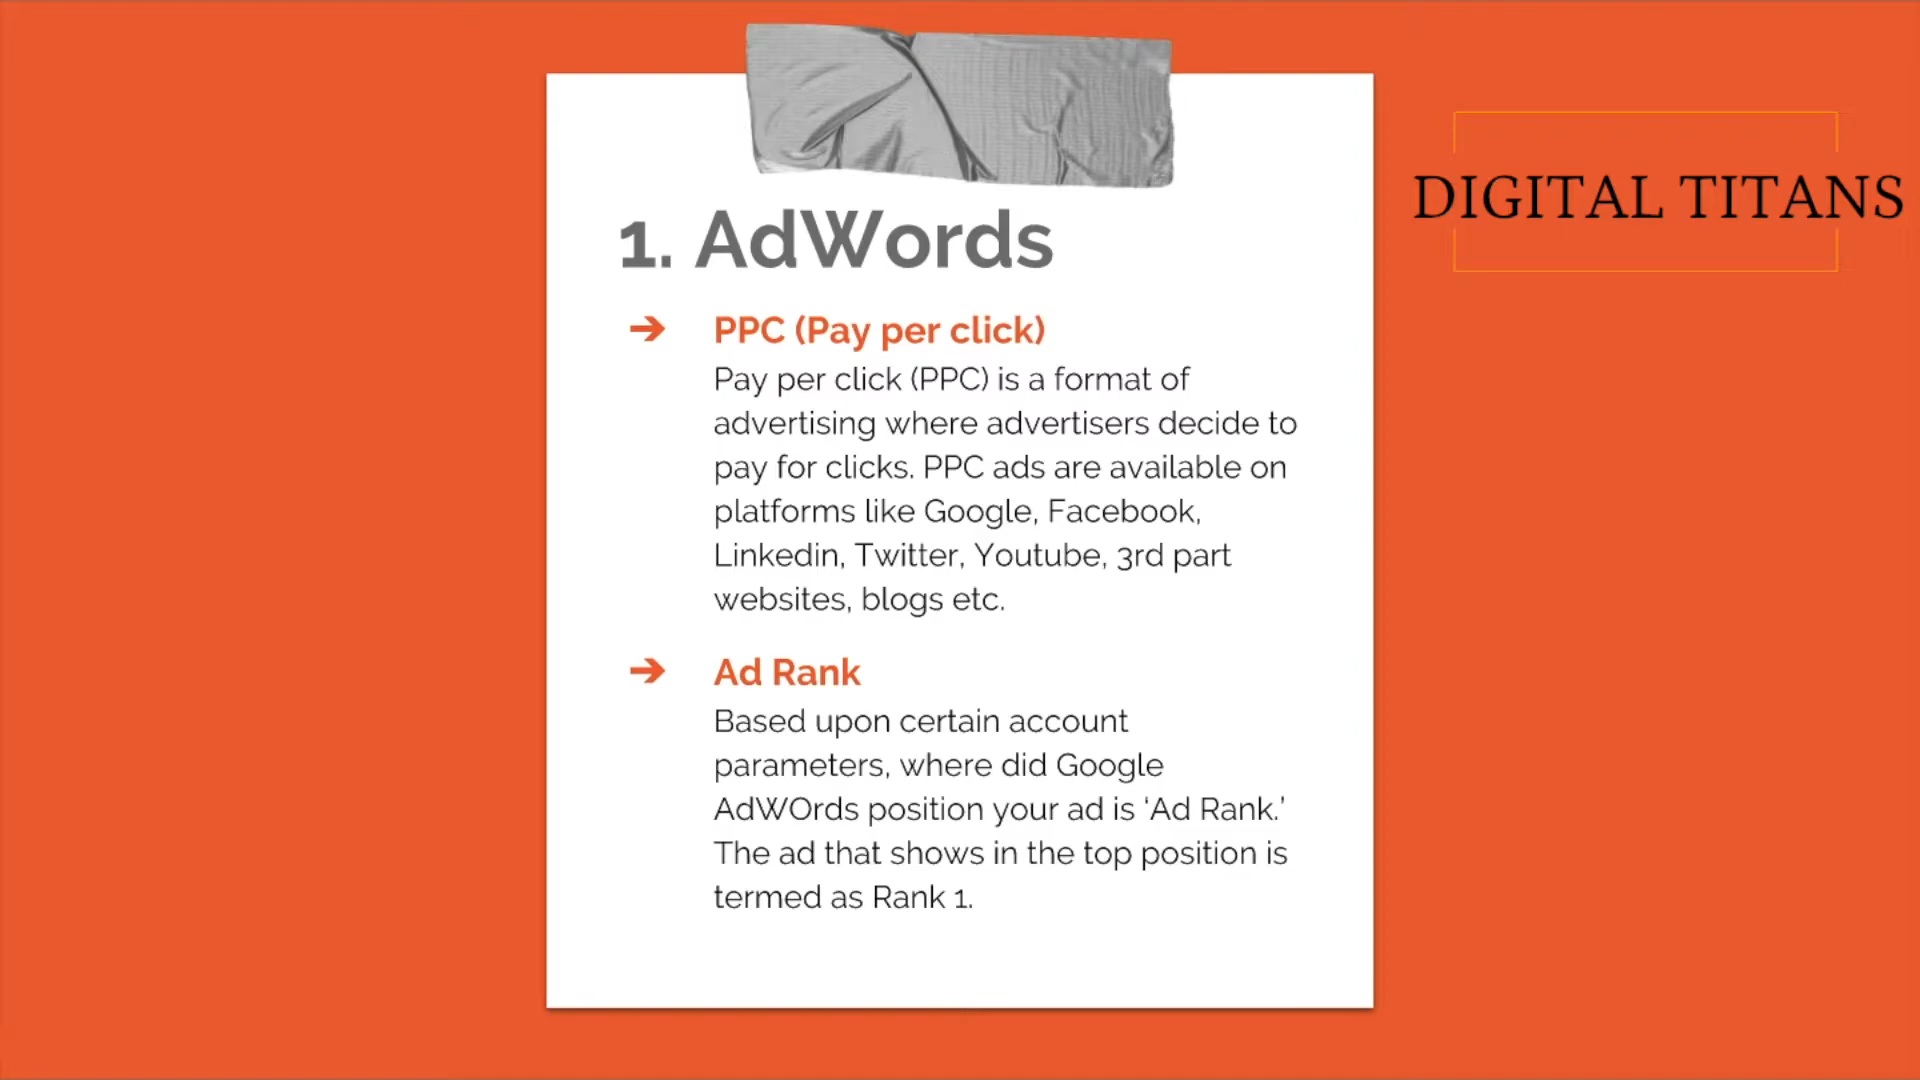 1. AdWords
➔ PPC (Pay per click)
Pay per click (PPC) is a format of
advertising where advertisers decide to
pay for clicks. PPC ads are available on
platforms like Google, Facebook,
Linkedin, Twitter, Youtube, 3rd part
websites, blogs etc.
➔ Ad Rank
Based upon certain account
parameters, where did Google
AdWOrds position your ad is ‘Ad Rank.’
The ad that shows in the top position is
termed as Rank 1.
DIGITAL TITANS